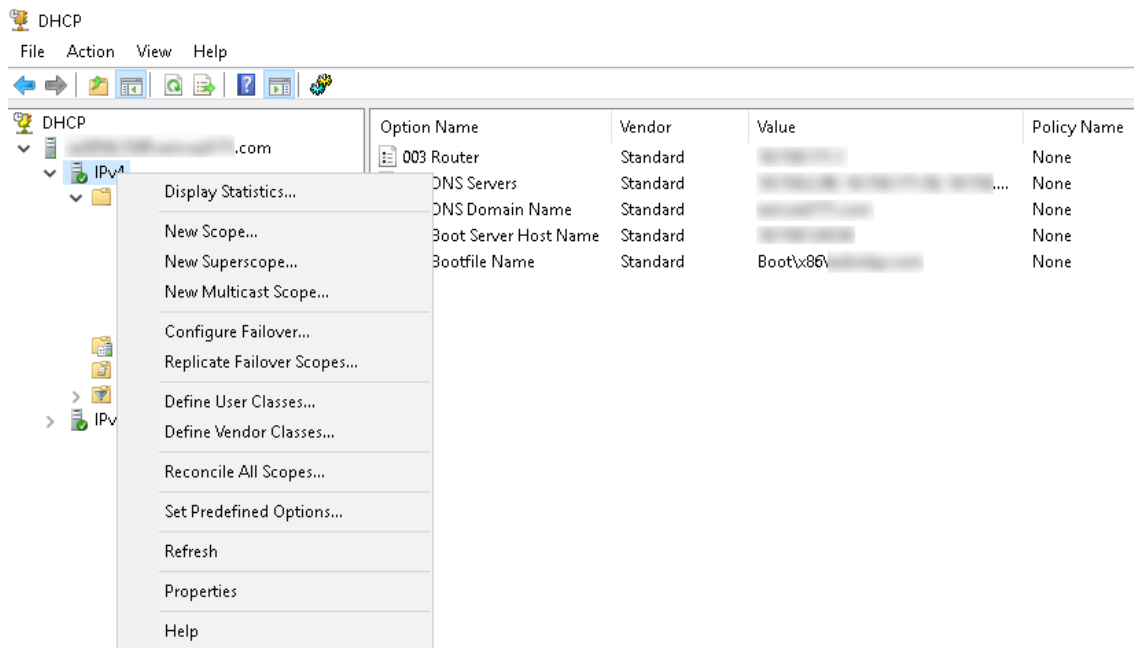 DHCP
File Action View Help
DHCP
.com
IPv4
IPv
Display Statistics...
New Scope...
New Superscope...
New Multicast Scope...
Configure Failover...
Replicate Failover Scopes...
Define User Classes...
Define Vendor Classes...
Reconcile All Scopes...
Set Predefined Options...
Refresh
Properties
Help
Option Name Vendor Value Policy Name
003 Router Standard None
DNS Servers Standard .... None
DNS Domain Name Standard None
Boot Server Host Name Standard None
Bootfile Name Standard Boot\x86\ None